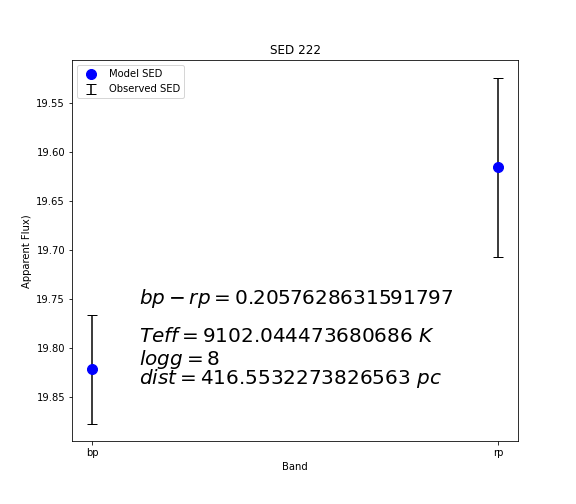 SED 222
Model SED
Observed SED
19.55
19.60
19.65
19.70
19.75
19.80
19.85
Apparent Flux)
bp − rp = 0.2057628631591797
Teff = 9102.044473680686 K
logg = 8
dist = 416.5532273826563 pc
bp
rp
Band